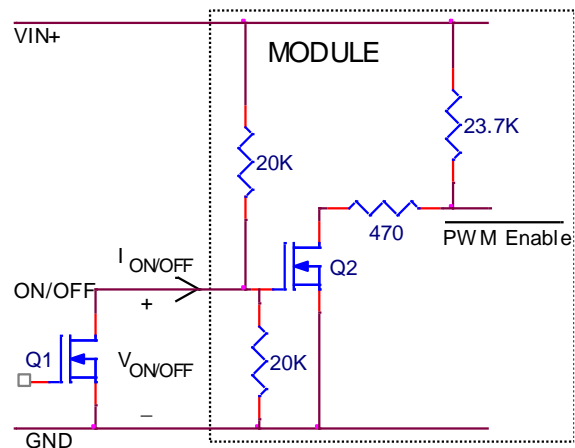 VIN+
MODULE
20K
23.7K
470
PWM Enable
I ON/OFF
Q2
ON/OFF
+
Q1
V ON/OFF
20K
_
GND